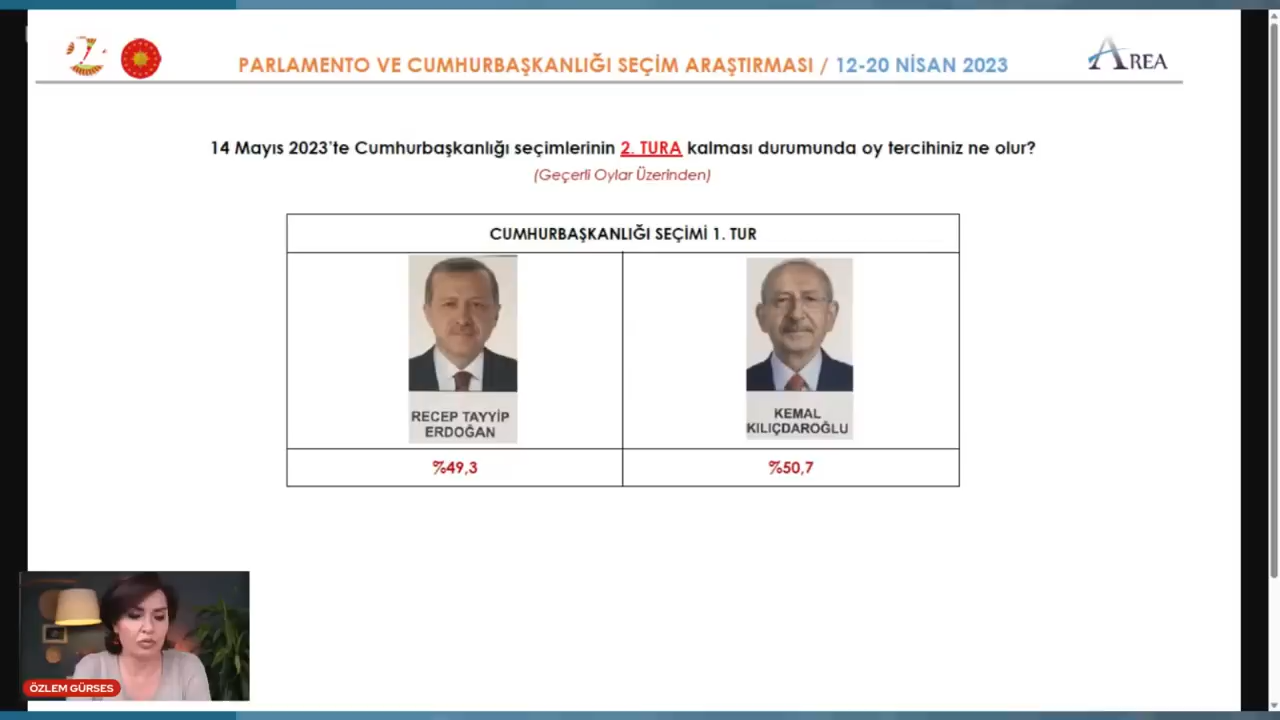 PARLAMENTO VE CUMHURBAŞKANLIĞI SEÇİM ARAŞTIRMASI / 12-20 NİSAN 2023
AREA
14 Mayıs 2023'te Cumhurbaşkanlığı seçimlerinin 2. TURA kalması durumunda oy tercihiniz ne olur?
(Geçerli Oylar Üzerinden)
CUMHURBAŞKANLIĞI SEÇİMİ 1. TUR
RECEP TAYYİP
ERDOĞAN
KEMAL
KILIÇDAROĞLU
%49,3
%50,7
ÖZLEM GÜRSES